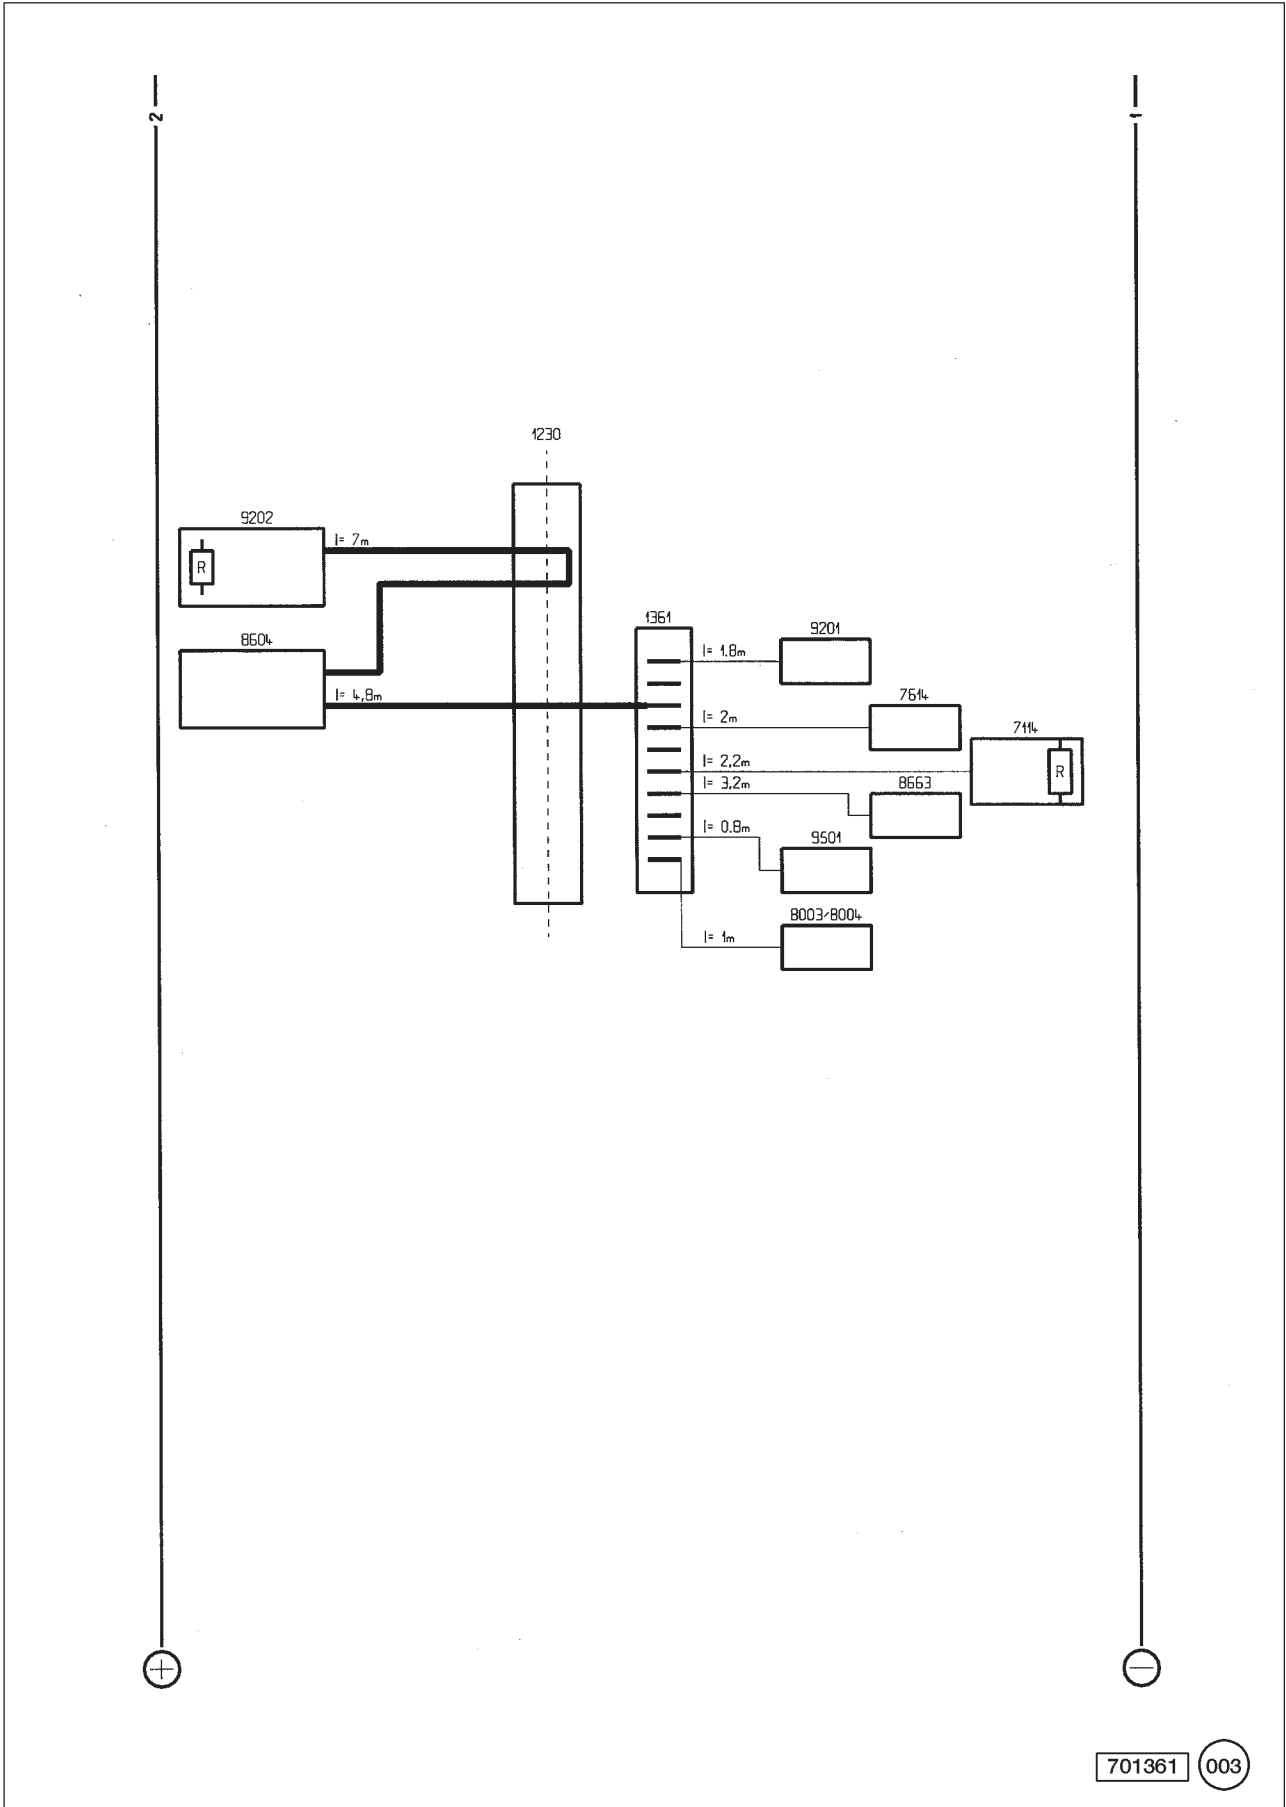 2
1
1230
9202
l= 7m
R
8604
l= 4,8m
1361
l= 1.8m
9201
l= 2m
7614
l= 2,2m
7114
R
l= 3,2m
8663
l= 0.8m
9501
8003/8004
l= 1m
+
−
701361
003